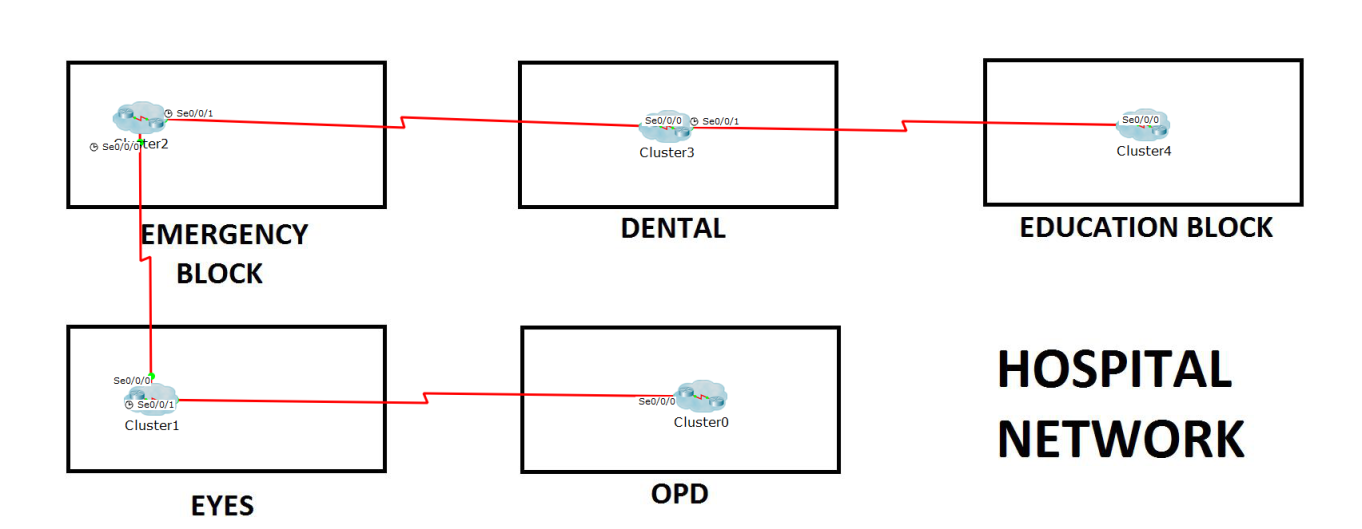 Se0/0/1
Se0/0/0
Cluster2
EMERGENCY
BLOCK
Se0/0/0
Se0/0/1
Cluster3
DENTAL
Se0/0/0
Cluster4
EDUCATION BLOCK
Se0/0/0
Se0/0/1
Cluster1
EYES
Se0/0/0
Cluster0
OPD
HOSPITAL
NETWORK